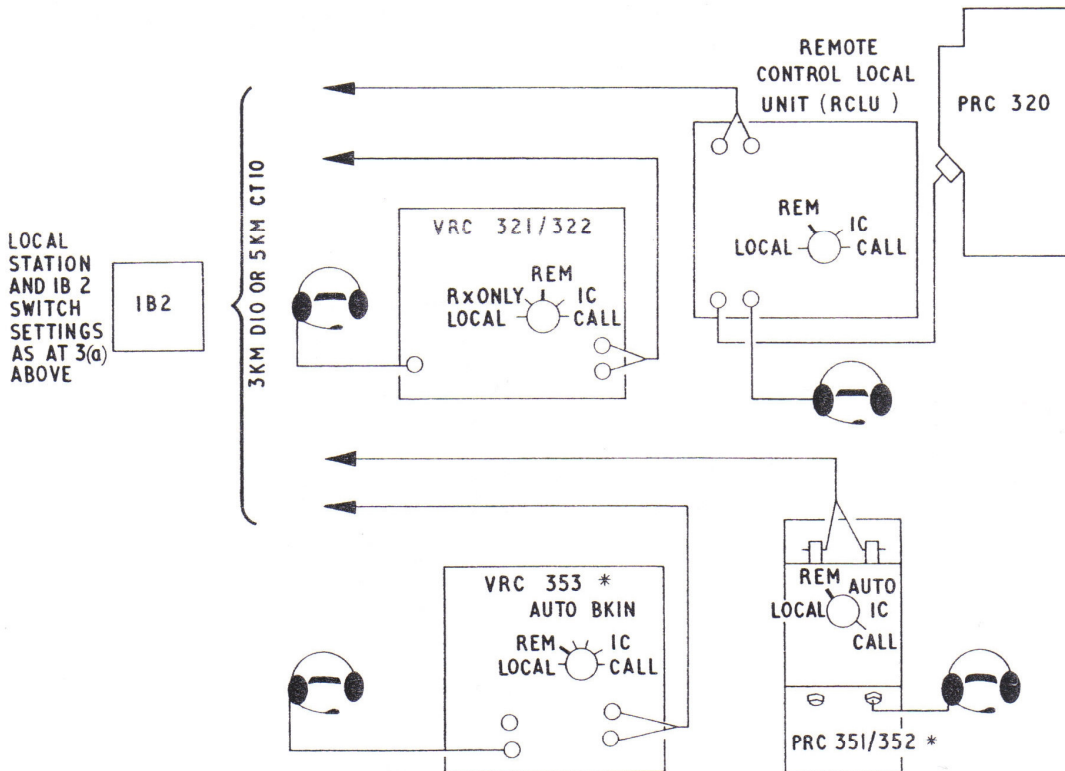 REMOTE
CONTROL LOCAL
UNIT (RCLU )
PRC 320
REM
IC
LOCAL
CALL
3KM D10 OR 5KM CT10
VRC 321/322
REM
RxONLY
IC
LOCAL
CALL
LOCAL
STATION
AND IB 2
SWITCH
SETTINGS
AS AT 3(a)
ABOVE
IB2
VRC 353 *
AUTO BKIN
REM
IC
LOCAL
CALL
REM
AUTO
LOCAL
IC
CALL
PRC 351/352 *